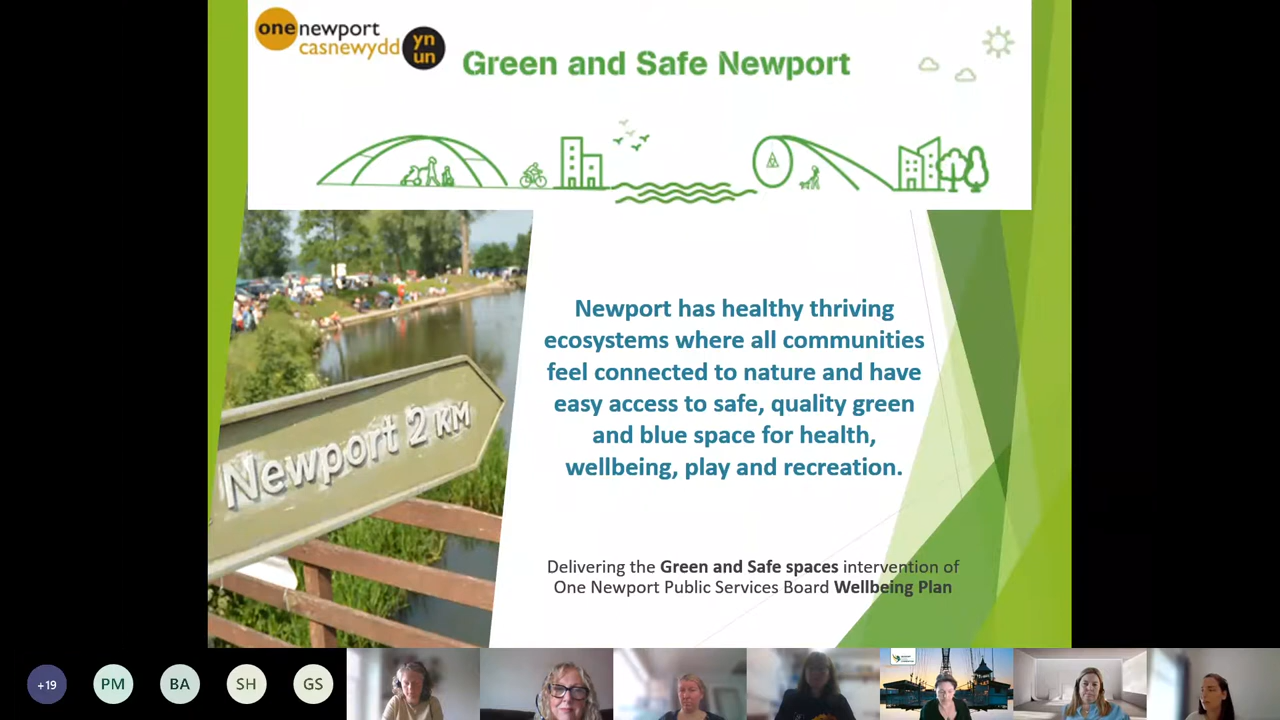 onenewport
casnewydd
yn
un
Green and Safe Newport
Newport 2 KM
Newport has healthy thriving
ecosystems where all communities
feel connected to nature and have
easy access to safe, quality green
and blue space for health,
wellbeing, play and recreation.
Delivering the Green and Safe spaces intervention of
One Newport Public Services Board Wellbeing Plan
+19
PM
BA
SH
GS